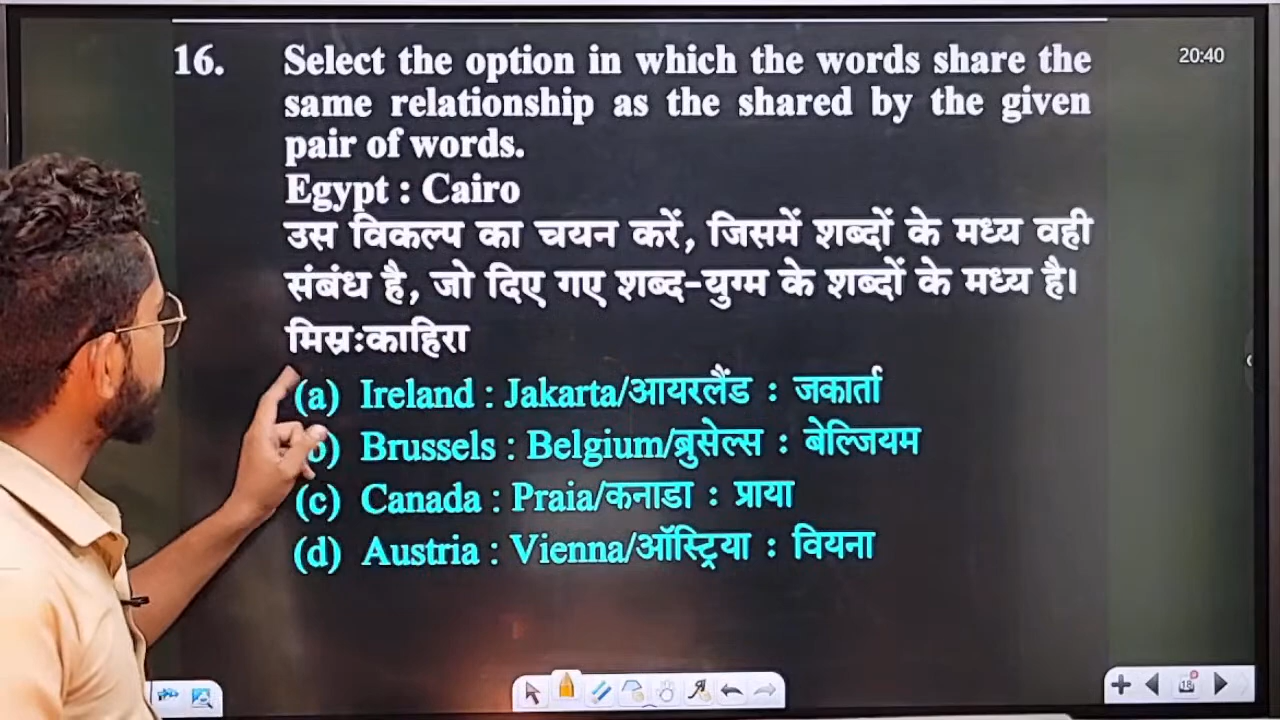 20:40
16. Select the option in which the words share the
same relationship as the shared by the given
pair of words.
Egypt : Cairo
उस विकल्प का चयन करें, जिसमें शब्दों के मध्य वही
संबंध है, जो दिए गए शब्द-युग्म के शब्दों के मध्य है।
मिस्रःकाहिरा
(a) Ireland : Jakarta/आयरलैंड : जकार्ता
b) Brussels : Belgium/ब्रुसेल्स : बेल्जियम
(c) Canada : Praia/कनाडा : प्राया
(d) Austria : Vienna/ऑस्ट्रिया : वियना
18